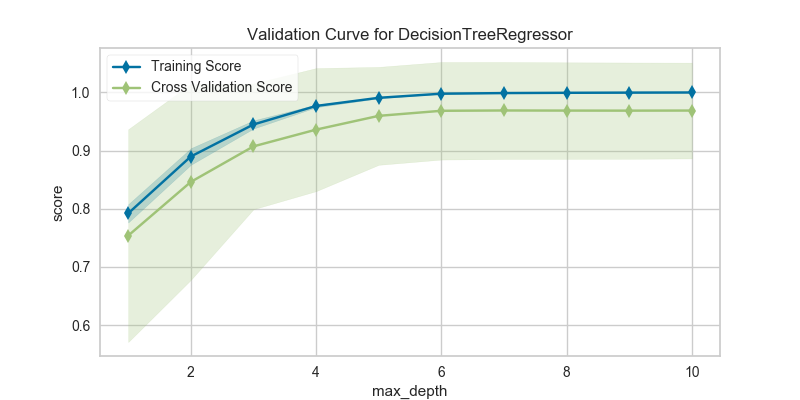 Validation Curve for DecisionTreeRegressor
Training Score
Cross Validation Score
1.0
0.9
0.8
0.7
0.6
score
2 4 6 8 10
max_depth